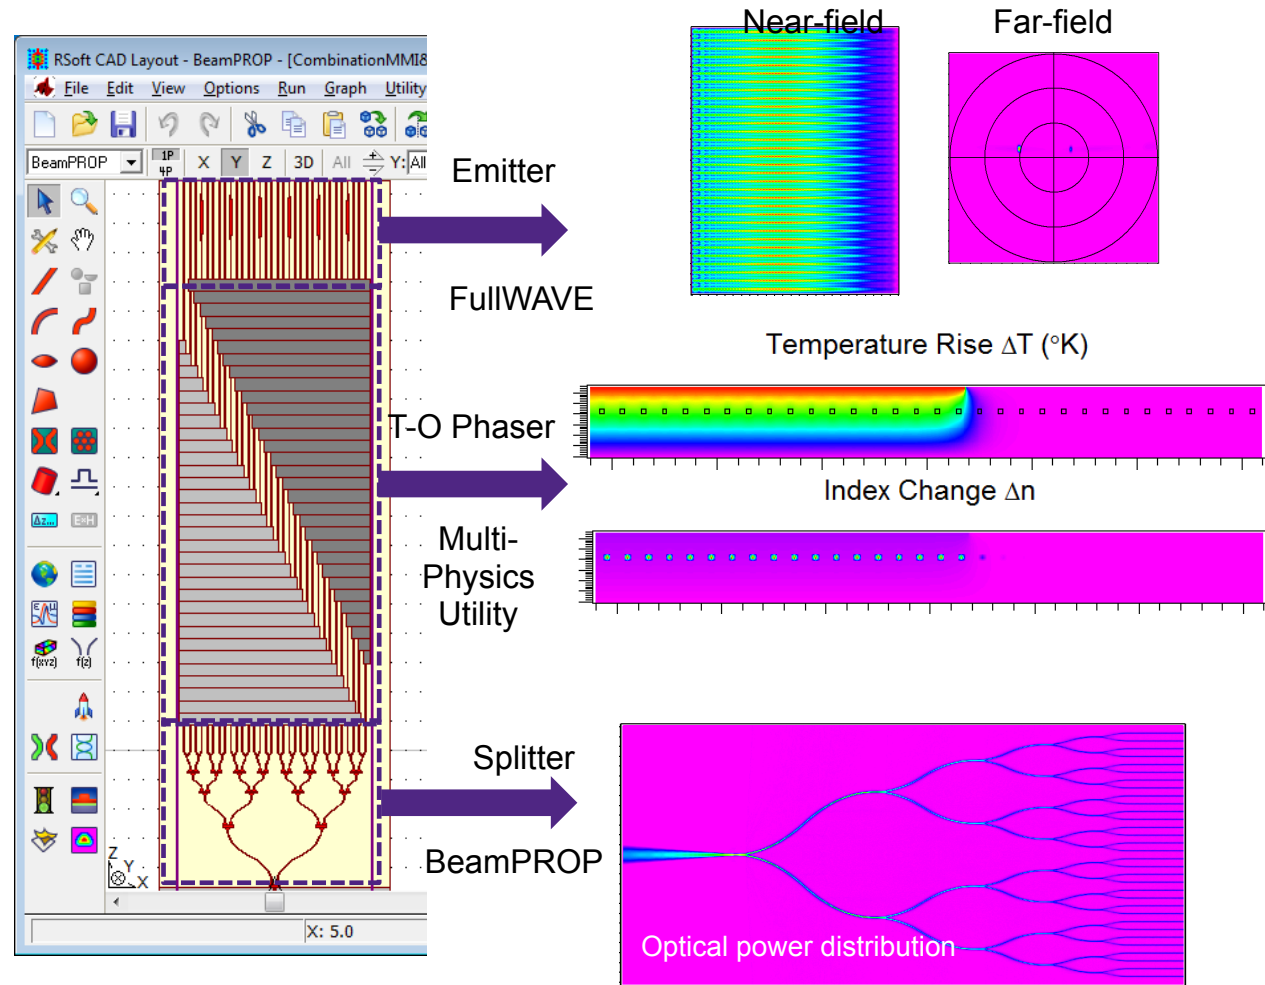 Near-field Far-field
RSoft CAD Layout - BeamPROP - [CombinationMMI&
File Edit View Options Run Graph Utility
BeamPROP 1P 4P X Y Z 3D All Y: All
Emitter
FullWAVE
Temperature Rise ΔT (°K)
T-O Phaser
Index Change Δn
Multi-
Physics
Utility
Δz... E×H
ε μ
f(xyz) f(z)
Splitter
BeamPROP
Z
Y
X
Optical power distribution
X: 5.0